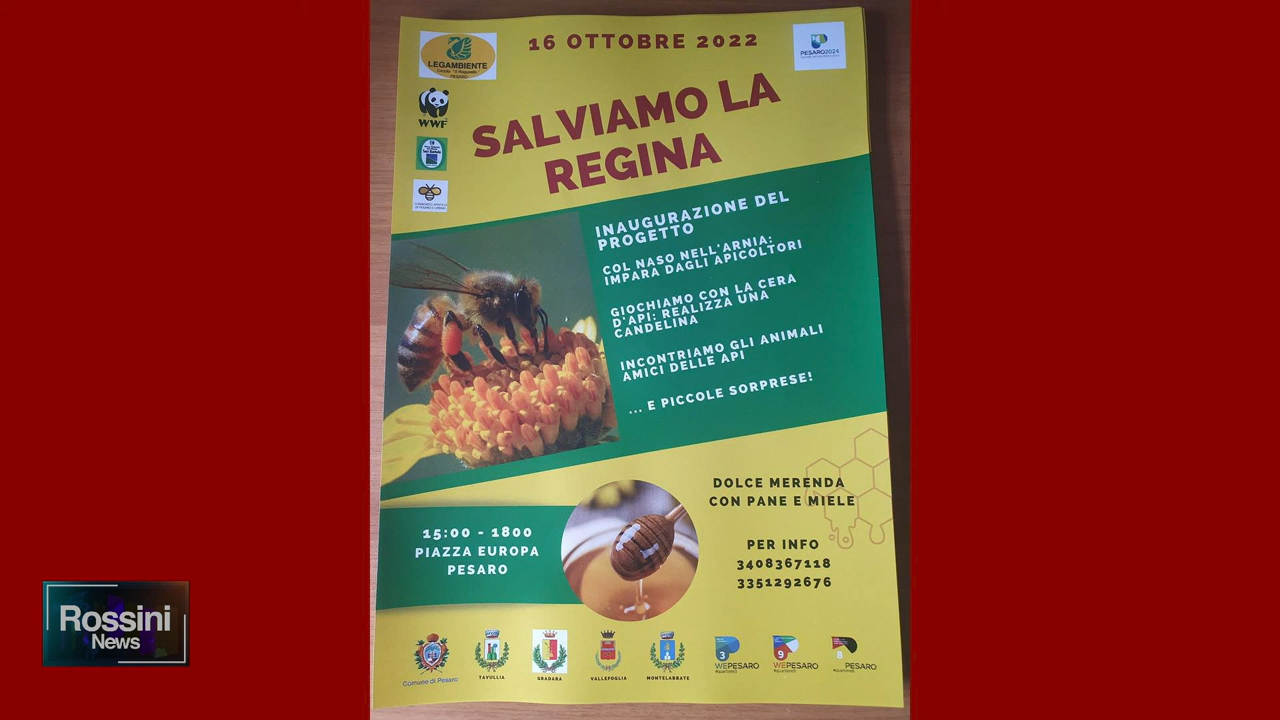 16 OTTOBRE 2022
LEGAMBIENTE
PESARO
PESARO2024
WWF
SALVIAMO LA
REGINA
INAUGURAZIONE DEL
PROGETTO
COL NASO NELL'ARNIA:
IMPARA DAGLI APICOLTORI
GIOCHIAMO CON LA CERA
D'API: REALIZZA UNA
CANDELINA
INCONTRIAMO GLI ANIMALI
AMICI DELLE API
... E PICCOLE SORPRESE!
DOLCE MERENDA
CON PANE E MIELE
15:00 - 1800
PIAZZA EUROPA
PESARO
PER INFO
3408367118
3351292676
Rossini
News
Comune di Pesaro
TAVULLIA
GRADARA
VALLEFOGLIA
MONTELABBATE
3
WEPESARO
#quartiere3
9
WEPESARO
8
PESARO